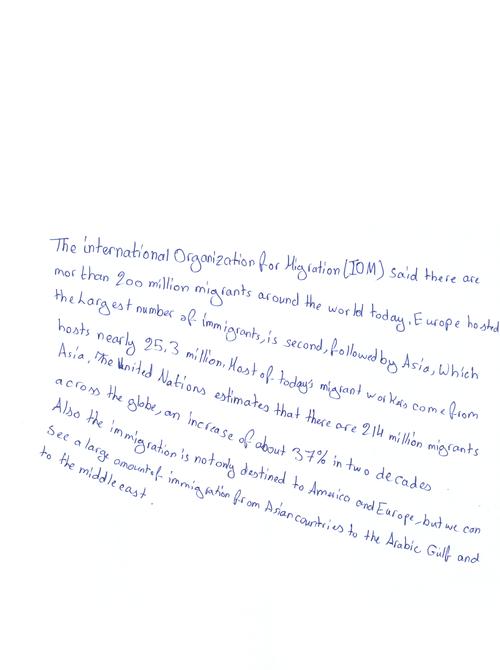 The international Organization for Migration (IOM) said there are
mor than 200 million migrants around the world today. Europe hosted
the Largest number of immigrants, is second, followed by Asia, Which
hosts nearly 25,3 million, Most of today's migrant workers come from
Asia, The United Nations estimates that there are 214 million migrants
across the globe, an increase of about 37% in two decades.
Also the immigration is not only destined to America and Europe, but we can
See a large amount of immigration from Asian countries to the Arabic Gulf and
to the middle east.